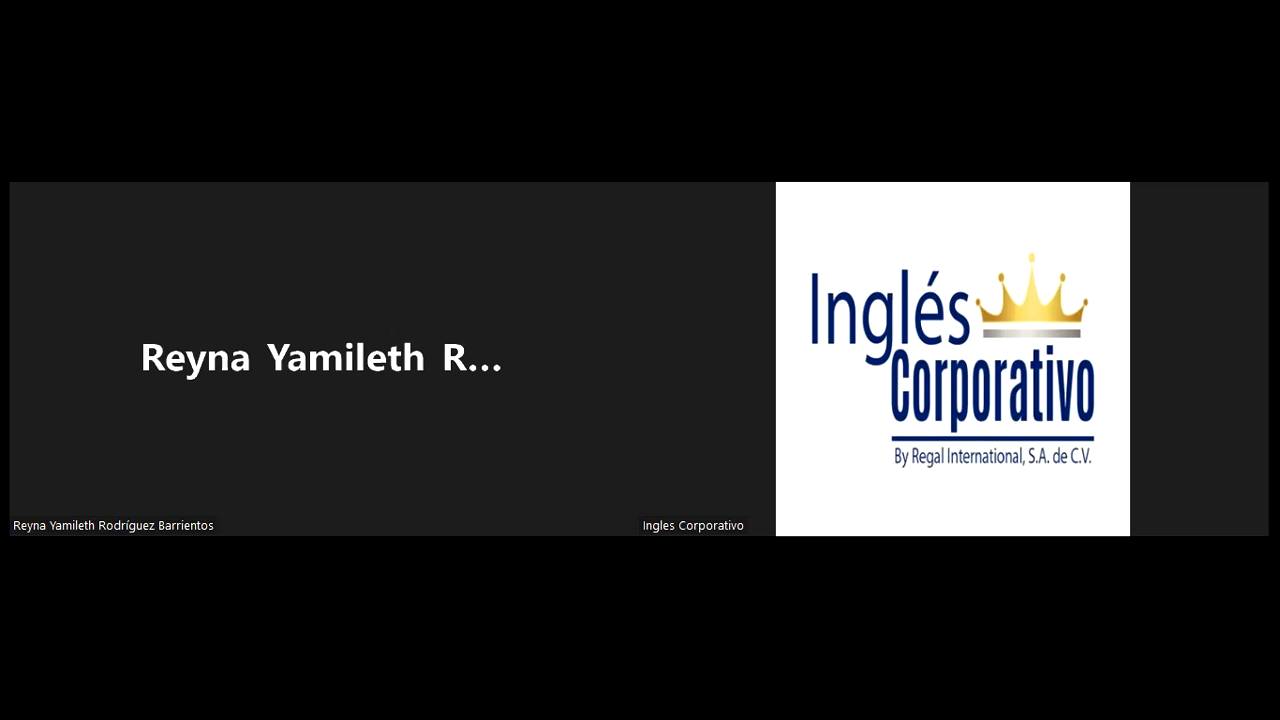 Reyna Yamileth R...
Reyna Yamileth Rodríguez Barrientos
Inglés
Corporativo
By Regal International, S.A. de C.V.
Ingles Corporativo